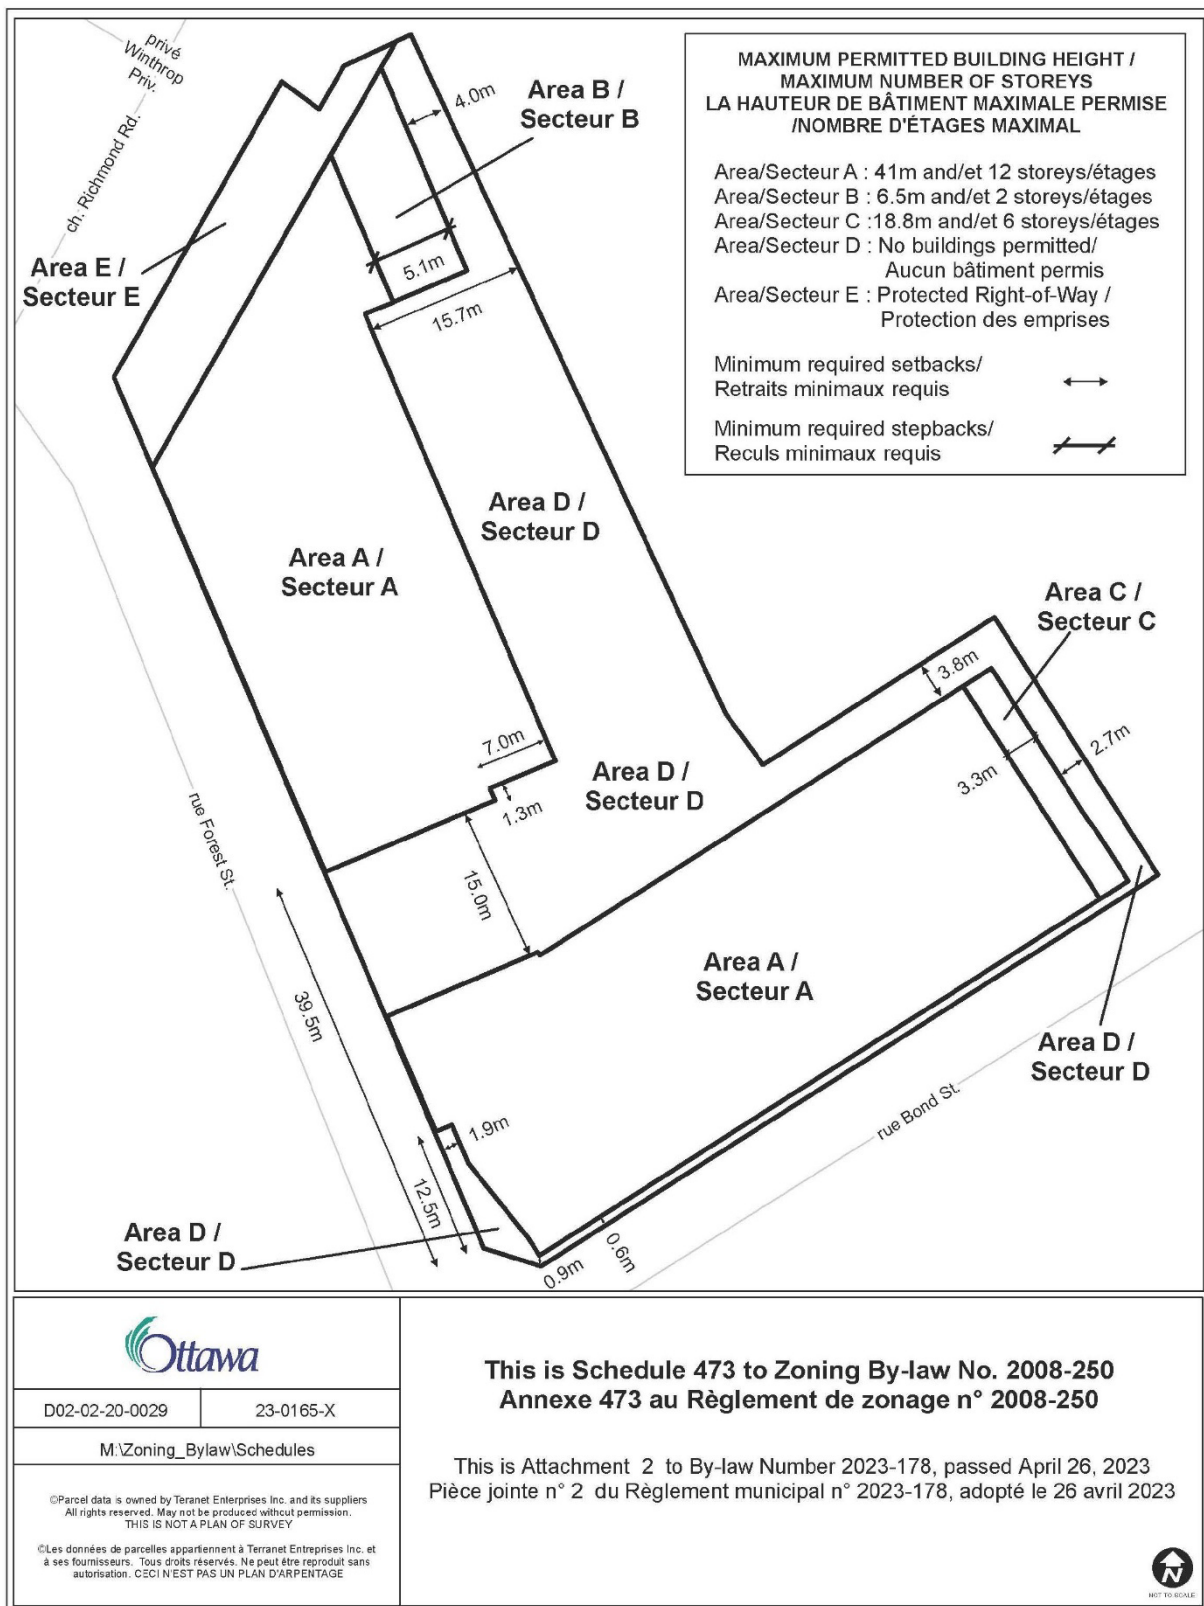 privé
Winthrop
Priv.
ch. Richmond Rd.
Area B /
Secteur B
4.0m
Area E /
Secteur E
5.1m
15.7m
MAXIMUM PERMITTED BUILDING HEIGHT /
MAXIMUM NUMBER OF STOREYS
LA HAUTEUR DE BÂTIMENT MAXIMALE PERMISE
/NOMBRE D'ÉTAGES MAXIMAL
Area/Secteur A : 41m and/et 12 storeys/étages
Area/Secteur B : 6.5m and/et 2 storeys/étages
Area/Secteur C :18.8m and/et 6 storeys/étages
Area/Secteur D : No buildings permitted/
Aucun bâtiment permis
Area/Secteur E : Protected Right-of-Way /
Protection des emprises
Minimum required setbacks/
Retraits minimaux requis
Minimum required stepbacks/
Reculs minimaux requis
Area D /
Secteur D
Area A /
Secteur A
Area C /
Secteur C
3.8m
2.7m
3.3m
7.0m
1.3m
Area D /
Secteur D
rue Forest St.
15.0m
39.5m
Area A /
Secteur A
Area D /
Secteur D
rue Bond St.
1.9m
12.5m
Area D /
Secteur D
0.9m
0.6m
Ottawa
D02-02-20-0029
23-0165-X
M:\Zoning_Bylaw\Schedules
©Parcel data is owned by Teranet Enterprises Inc. and its suppliers
All rights reserved. May not be produced without permission.
THIS IS NOT A PLAN OF SURVEY
©Les données de parcelles appartiennent à Terranet Entreprises Inc. et
à ses fournisseurs. Tous droits réservés. Ne peut être reproduit sans
autorisation. CECI N'EST PAS UN PLAN D'ARPENTAGE
This is Schedule 473 to Zoning By-law No. 2008-250
Annexe 473 au Règlement de zonage n° 2008-250
This is Attachment 2 to By-law Number 2023-178, passed April 26, 2023
Pièce jointe n° 2 du Règlement municipal n° 2023-178, adopté le 26 avril 2023
N
NOT TO SCALE